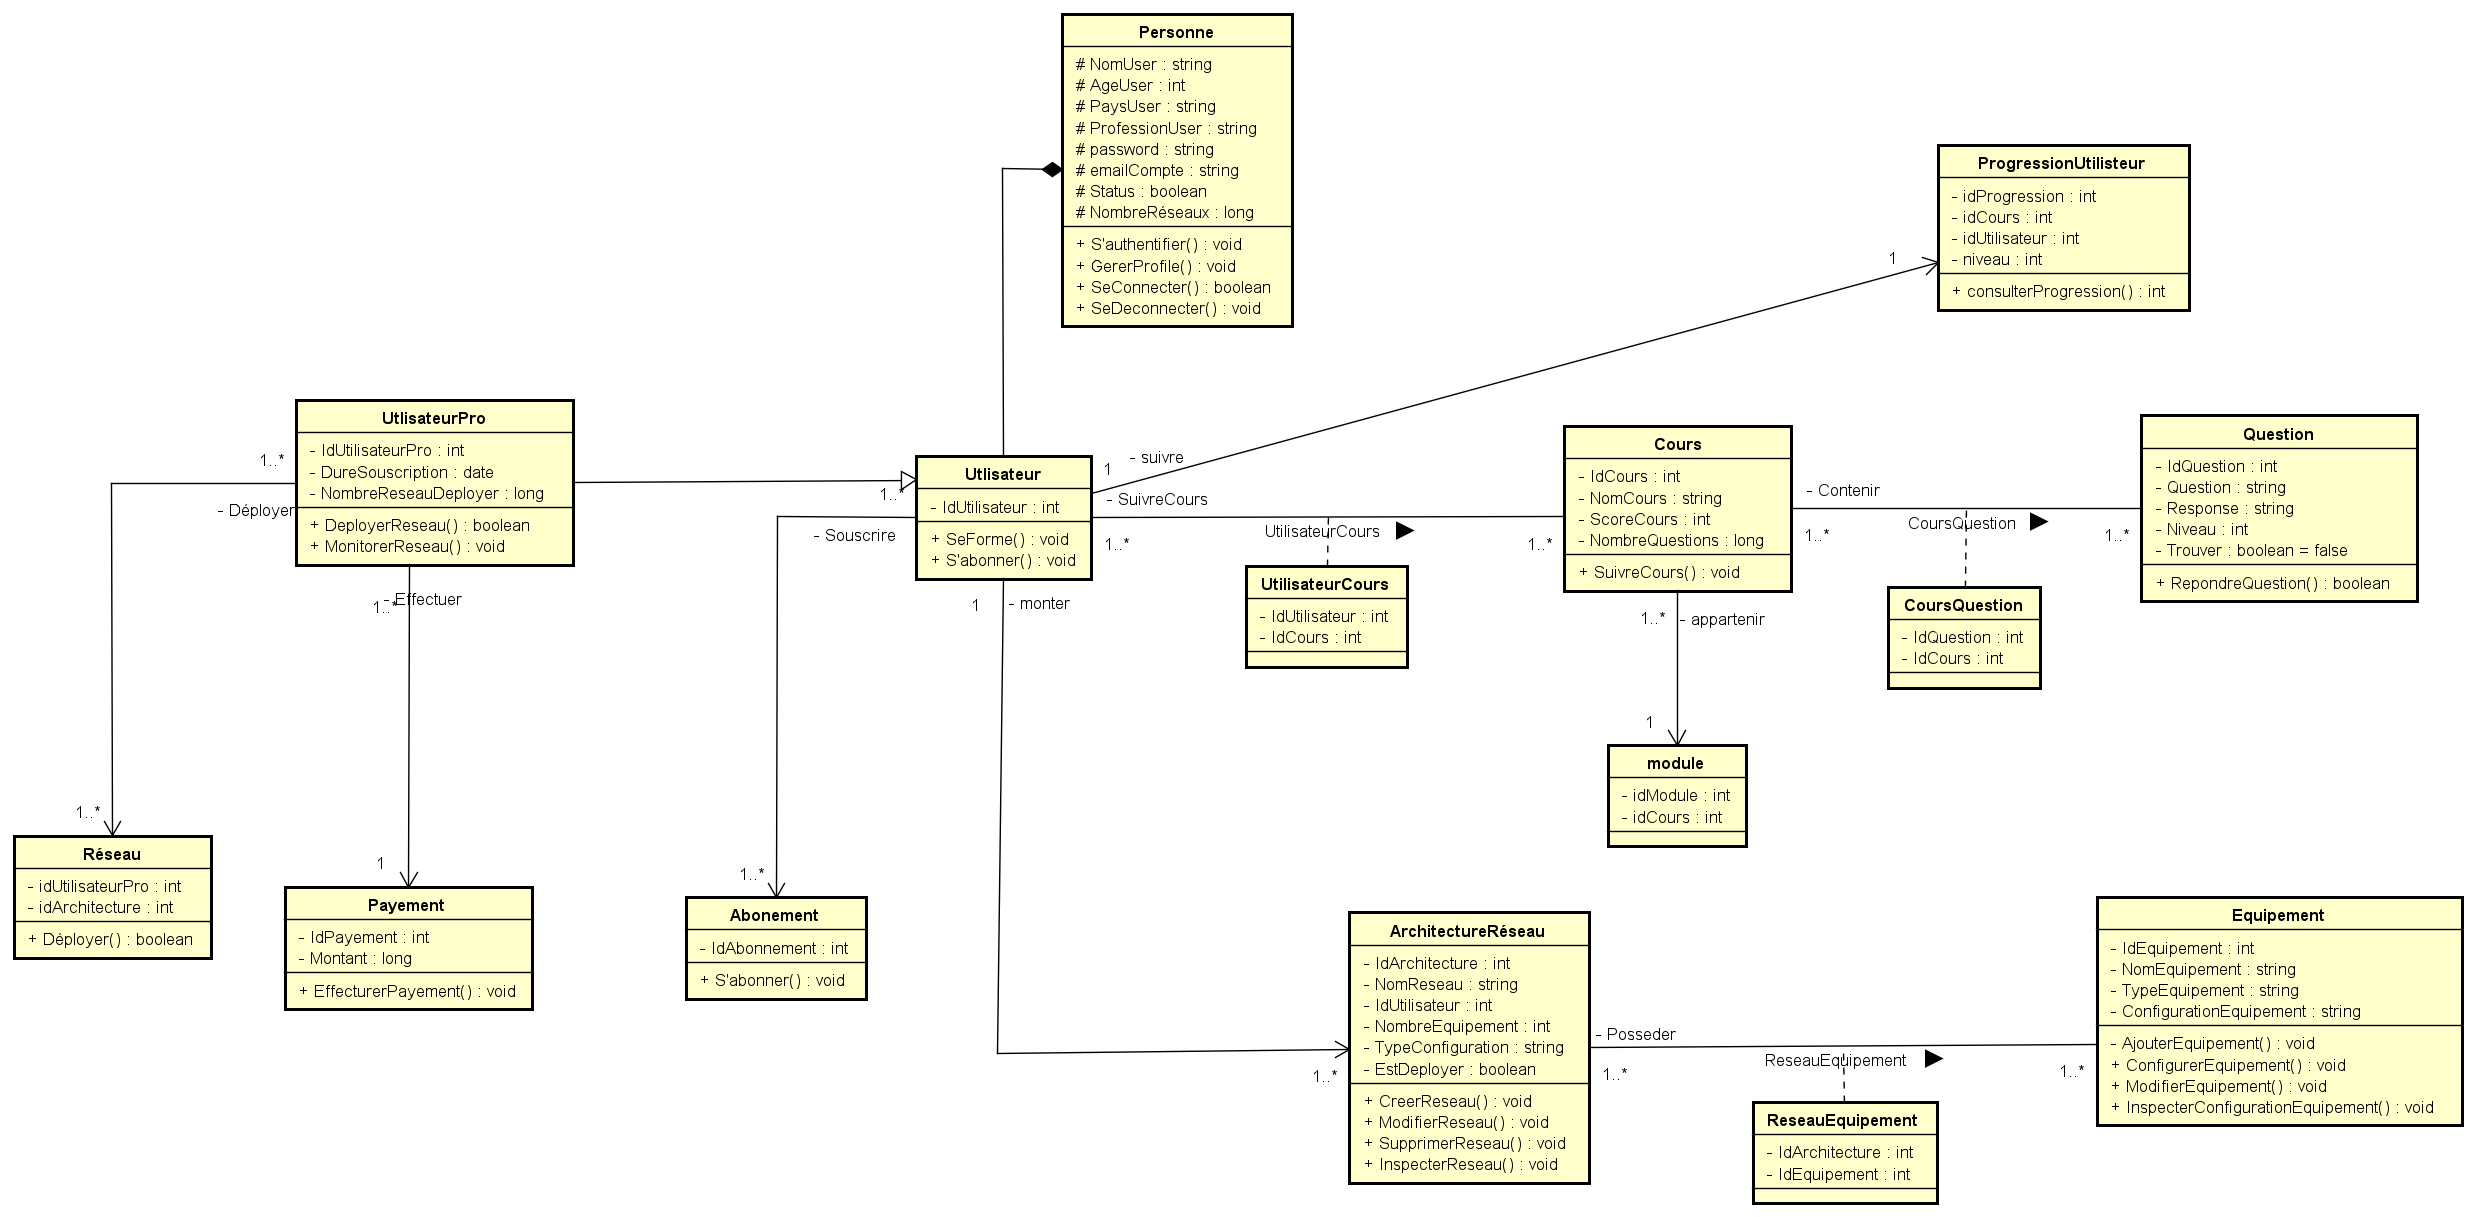 Personne
# NomUser : string
# AgeUser : int
# PaysUser : string
# ProfessionUser : string
# password : string
# emailCompte : string
# Status : boolean
# NombreRéseaux : long
+ S'authentifier() : void
+ GererProfile() : void
+ SeConnecter() : boolean
+ SeDeconnecter() : void
ProgressionUtilisteur
- idProgression : int
- idCours : int
- idUtilisateur : int
- niveau : int
+ consulterProgression() : int
1
UtlisateurPro
- IdUtilisateurPro : int
- DureSouscription : date
- NombreReseauDeployer : long
+ DeployerReseau() : boolean
+ MonitorerReseau() : void
1..*
- Déployer
1..*
- Effectuer
1..*
1
Utlisateur
- IdUtilisateur : int
+ SeForme() : void
+ S'abonner() : void
1..*
- Souscrire
1
- suivre
- SuivreCours
1..*
1
- monter
UtilisateurCours
1..*
UtilisateurCours
- IdUtilisateur : int
- IdCours : int
Cours
- IdCours : int
- NomCours : string
- ScoreCours : int
- NombreQuestions : long
+ SuivreCours() : void
- Contenir
1..*
CoursQuestion
1..*
CoursQuestion
- IdQuestion : int
- IdCours : int
Question
- IdQuestion : int
- Question : string
- Response : string
- Niveau : int
- Trouver : boolean = false
+ RepondreQuestion() : boolean
1..*
- appartenir
1
module
- idModule : int
- idCours : int
Réseau
- idUtilisateurPro : int
- idArchitecture : int
+ Déployer() : boolean
Payement
- IdPayement : int
- Montant : long
+ EffecturerPayement() : void
1..*
Abonement
- IdAbonnement : int
+ S'abonner() : void
1..*
ArchitectureRéseau
- IdArchitecture : int
- NomReseau : string
- IdUtilisateur : int
- NombreEquipement : int
- TypeConfiguration : string
- EstDeployer : boolean
+ CreerReseau() : void
+ ModifierReseau() : void
+ SupprimerReseau() : void
+ InspecterReseau() : void
- Posseder
1..*
ReseauEquipement
1..*
ReseauEquipement
- IdArchitecture : int
- IdEquipement : int
Equipement
- IdEquipement : int
- NomEquipement : string
- TypeEquipement : string
- ConfigurationEquipement : string
- AjouterEquipement() : void
+ ConfigurerEquipement() : void
+ ModifierEquipement() : void
+ InspecterConfigurationEquipement() : void